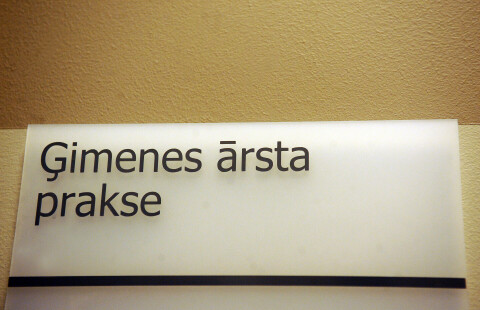 Ģimenes ārsta
prakse